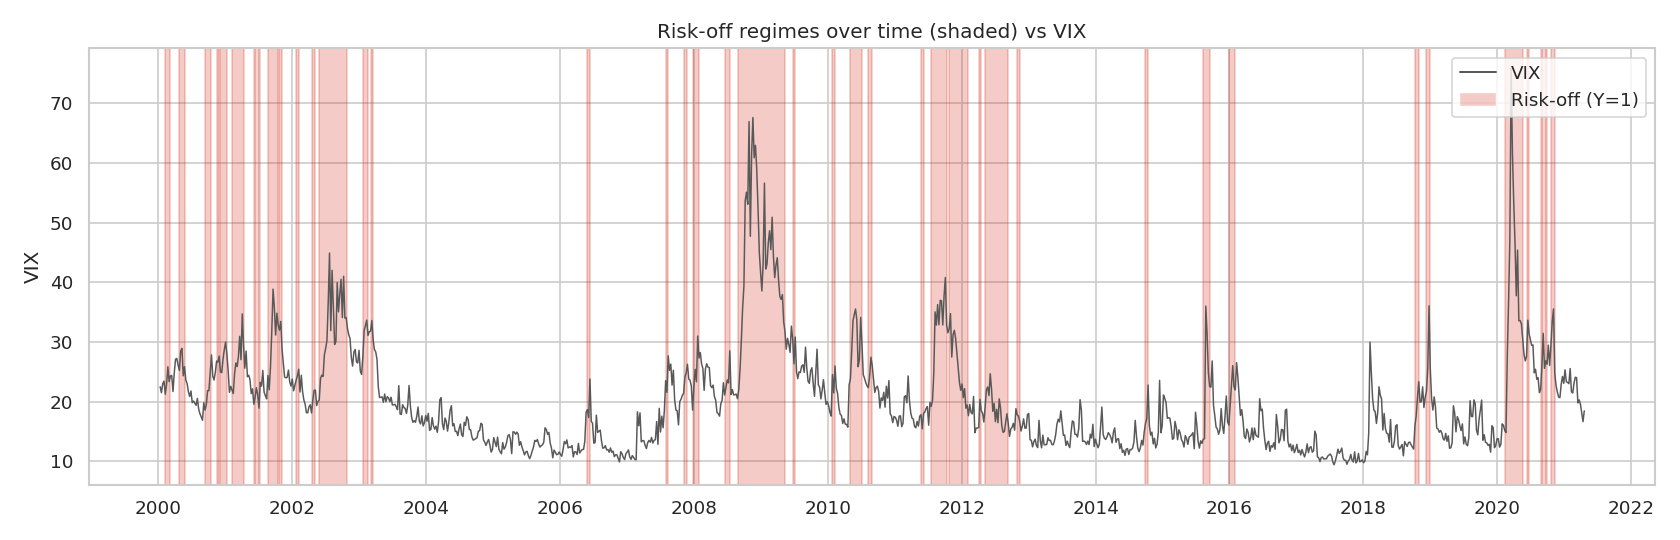 Risk-off regimes over time (shaded) vs VIX
VIX
Risk-off (Y=1)
70
60
50
40
30
20
10
VIX
2000 2002 2004 2006 2008 2010 2012 2014 2016 2018 2020 2022